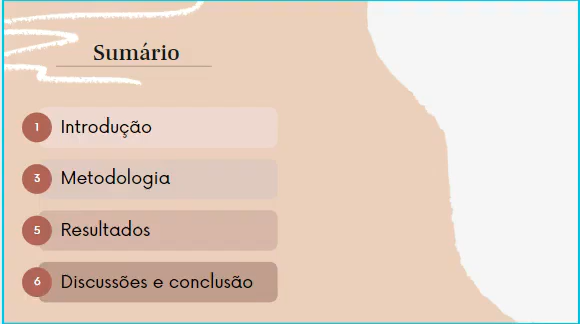 Sumário
1 Introdução
3 Metodologia
5 Resultados
6 Discussões e conclusão